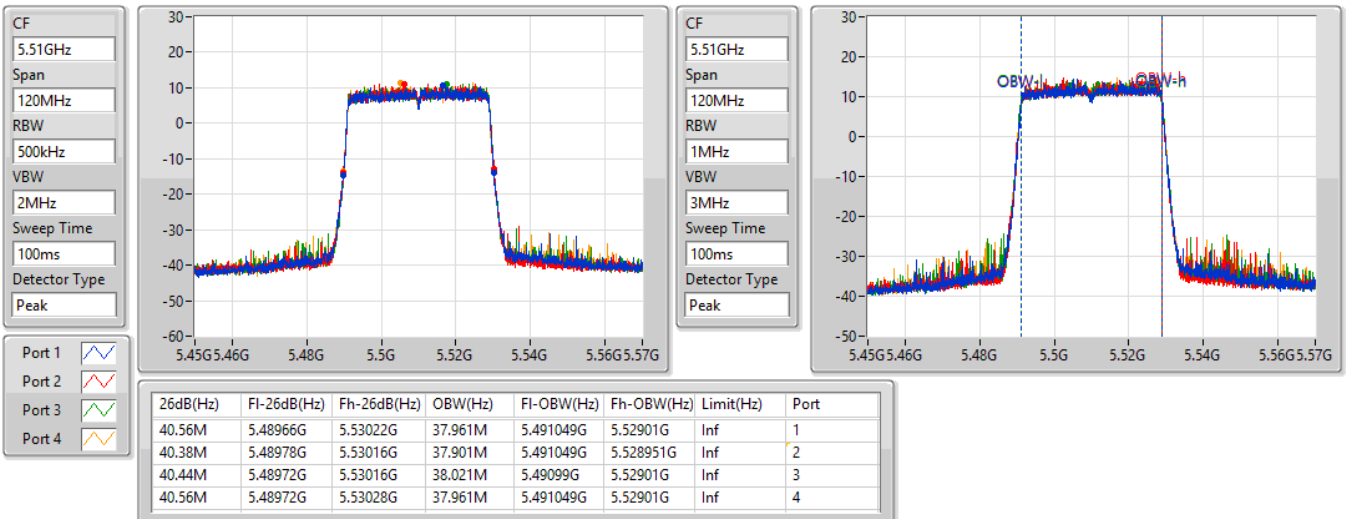 CF
5.51GHz
Span
120MHz
RBW
500kHz
VBW
2MHz
Sweep Time
100ms
Detector Type
Peak
30
20
10
0
-10
-20
-30
-40
-50
-60
5.45G 5.46G 5.48G 5.5G 5.52G 5.54G 5.56G 5.57G
CF
5.51GHz
Span
120MHz
RBW
1MHz
VBW
3MHz
Sweep Time
100ms
Detector Type
Peak
30
20
10
0
-10
-20
-30
-40
-50
OBW-l OBW-h
5.45G 5.46G 5.48G 5.5G 5.52G 5.54G 5.56G 5.57G
Port 1
Port 2
Port 3
Port 4
26dB(Hz) Fl-26dB(Hz) Fh-26dB(Hz) OBW(Hz) Fl-OBW(Hz) Fh-OBW(Hz) Limit(Hz) Port
40.56M 5.48966G 5.53022G 37.961M 5.491049G 5.52901G Inf 1
40.38M 5.48978G 5.53016G 37.901M 5.491049G 5.528951G Inf 2
40.44M 5.48972G 5.53016G 38.021M 5.49099G 5.52901G Inf 3
40.56M 5.48972G 5.53028G 37.961M 5.491049G 5.52901G Inf 4